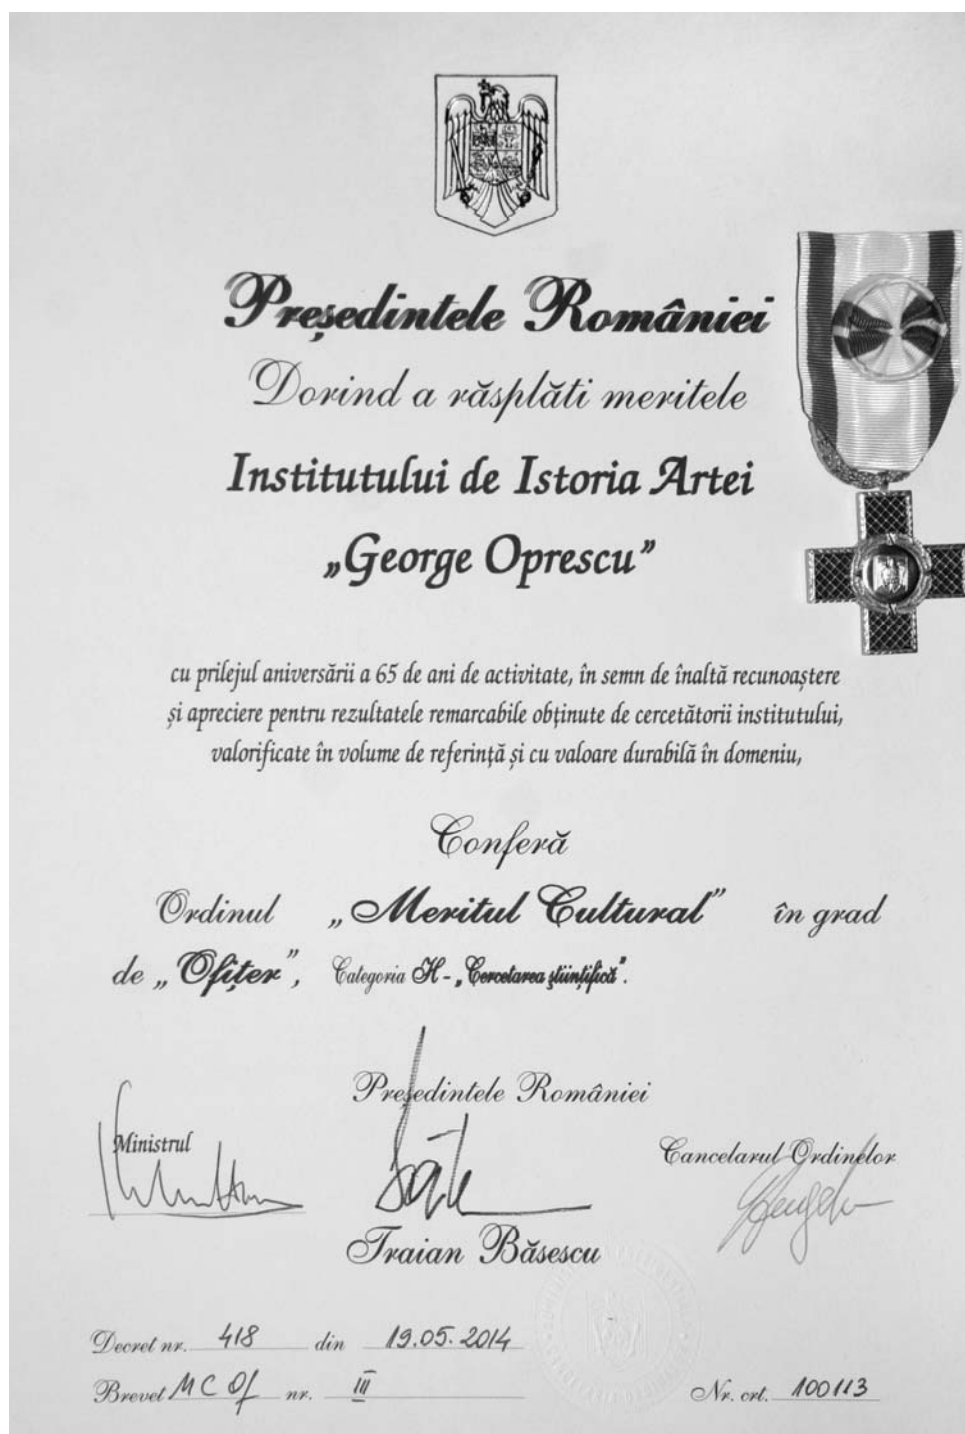 Președintele României
Dorind a răsplăti meritele
Institutului de Istoria Artei
„George Oprescu”
cu prilejul aniversării a 65 de ani de activitate, în semn de înaltă recunoaștere
și apreciere pentru rezultatele remarcabile obținute de cercetătorii institutului,
valorificate în volume de referință și cu valoare durabilă în domeniu,
Conferă
Ordinul „Meritul Cultural” în grad
de „Ofițer”, Categoria H - „Cercetarea științifică”.
Președintele României
Ministrul
Cancelarul Ordinelor
Traian Băsescu
Decret nr. 418 din 19.05.2014
Brevet MC Of nr. III
Nr. crt. 100113